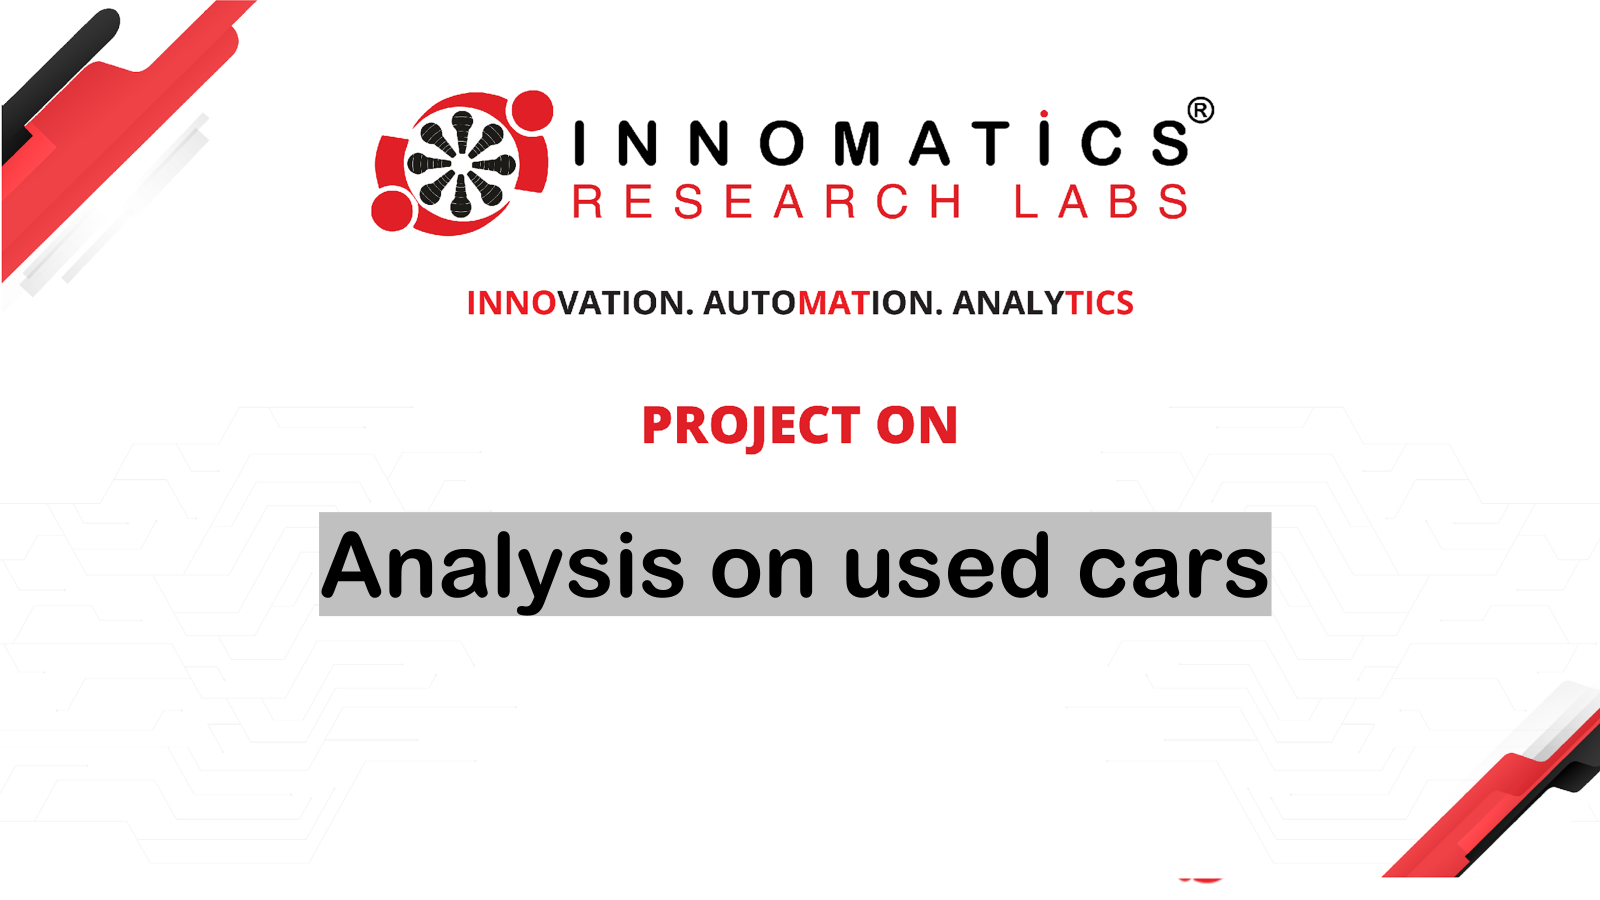 INNOMATICS®
RESEARCH LABS
INNOVATION. AUTOMATION. ANALYTICS
PROJECT ON
Analysis on used cars